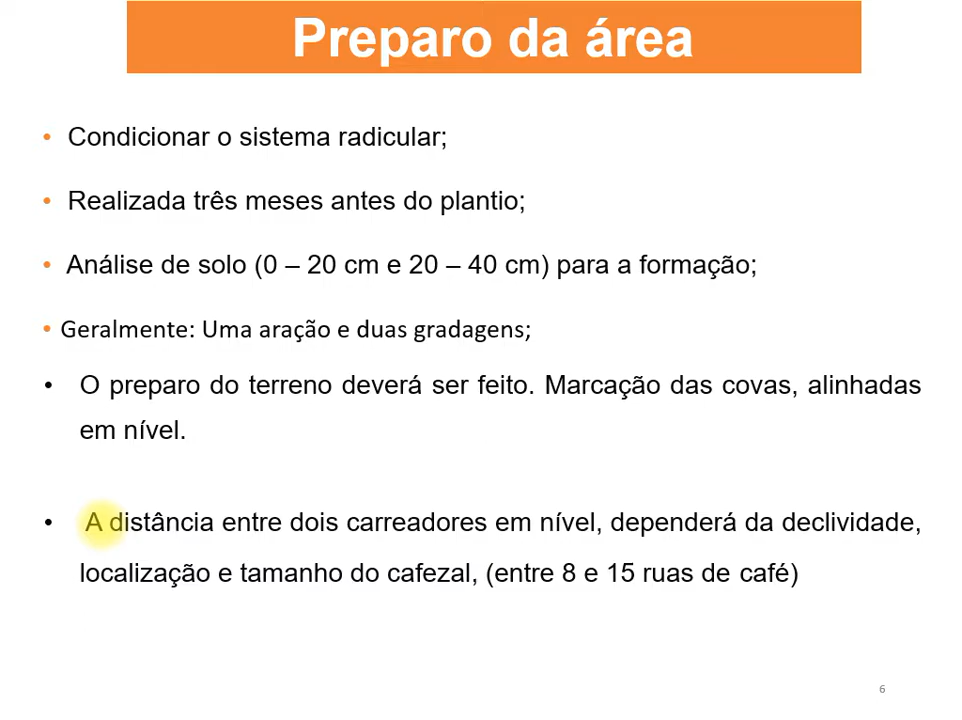 Preparo da área
• Condicionar o sistema radicular;
• Realizada três meses antes do plantio;
• Análise de solo (0 – 20 cm e 20 – 40 cm) para a formação;
• Geralmente: Uma aração e duas gradagens;
• O preparo do terreno deverá ser feito. Marcação das covas, alinhadas
em nível.
• A distância entre dois carreadores em nível, dependerá da declividade,
localização e tamanho do cafezal, (entre 8 e 15 ruas de café)
6